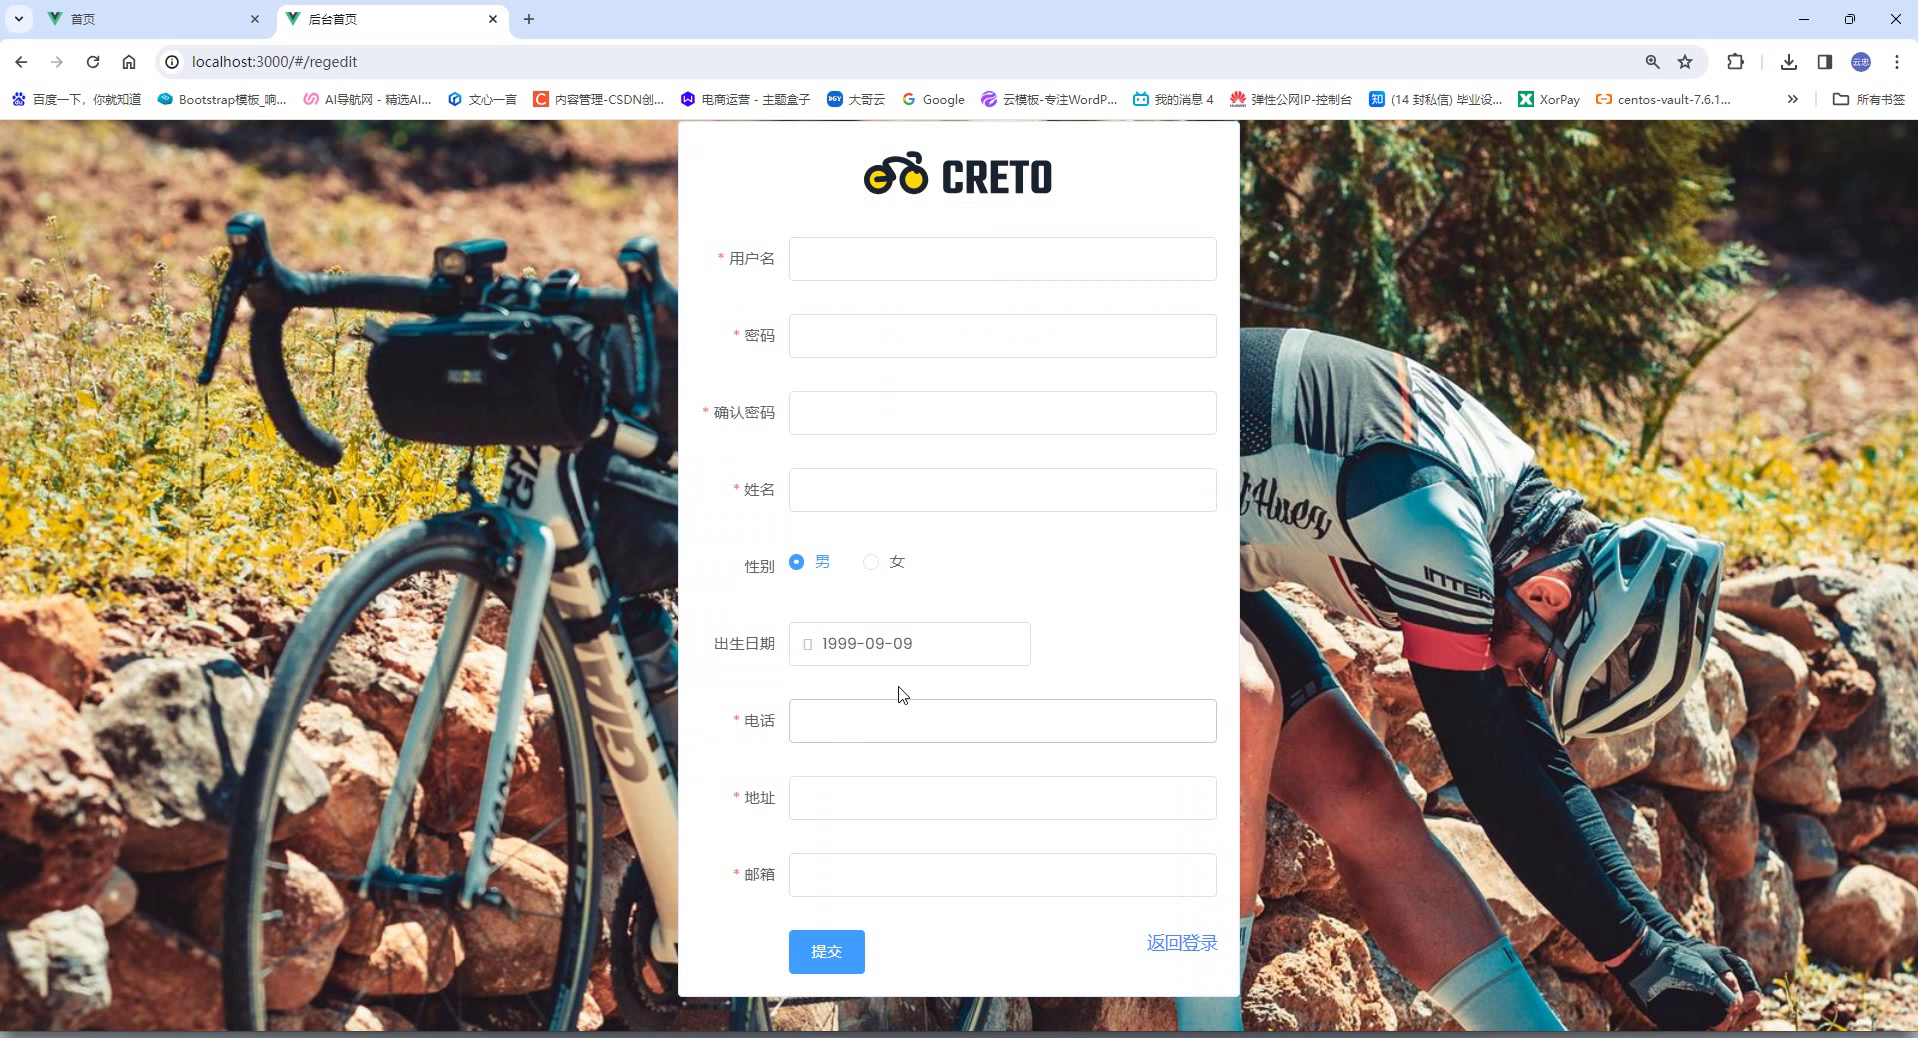 首页
后台首页
localhost:3000/#/regedit
云忠
百度一下，你就知道
Bootstrap模板_响...
AI导航网 - 精选AI...
文心一言
内容管理-CSDN创...
电商运营 - 主题盒子
大哥云
Google
云模板-专注WordP...
我的消息 4
弹性公网IP-控制台
(14 封私信) 毕业设...
XorPay
centos-vault-7.6.1...
所有书签
CRETO
* 用户名
* 密码
* 确认密码
* 姓名
性别 男 女
出生日期 1999-09-09
* 电话
* 地址
* 邮箱
提交
返回登录
GIANT
INTER